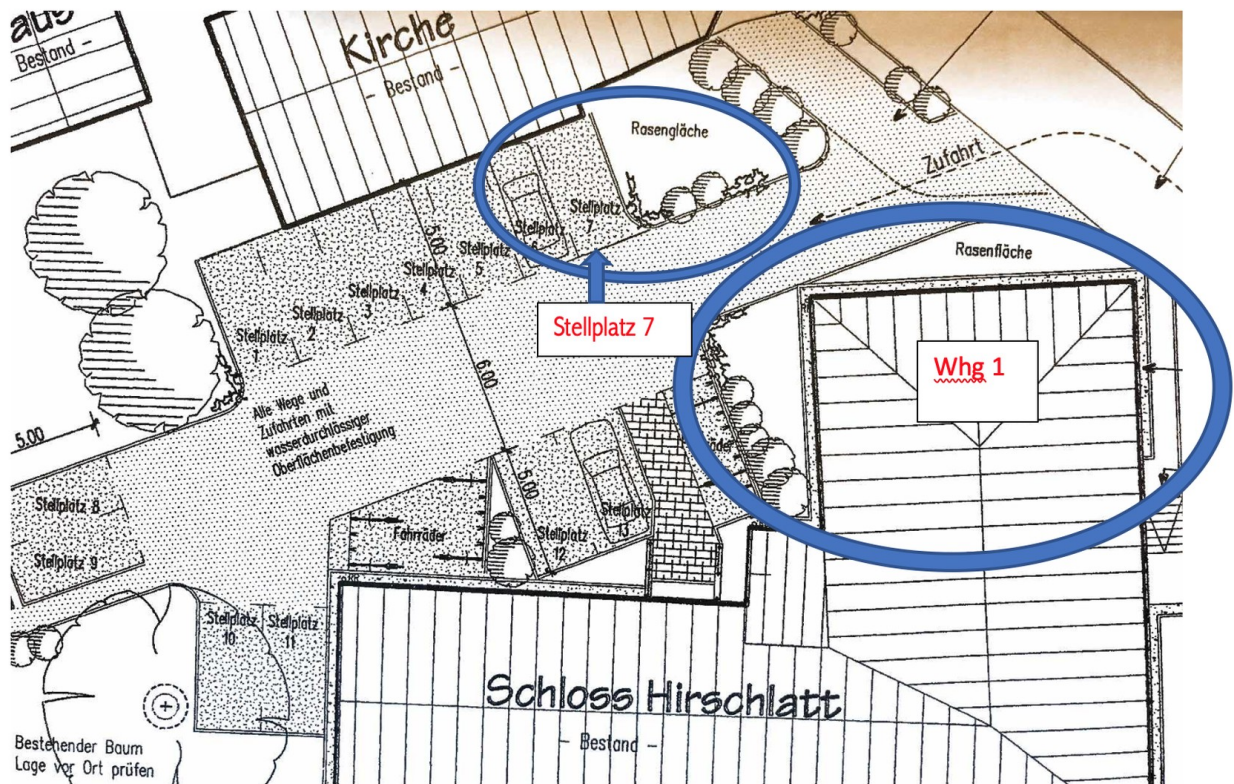 aus
- Bestand -
Kirche
- Bestand -
Rasengläche
Zufahrt
Rasenfläche
Stellplatz
7
Stellplatz
6
Stellplatz
5
Stellplatz
4
Stellplatz
3
Stellplatz
2
Stellplatz
1
5.00
6.00
5.00
5.00
Stellplatz 7
Whg 1
Alle Wege und
Zufahrten mit
wasserdurchlässiger
Oberflächenbefestigung
Stellplatz 8
Stellplatz 9
Stellplatz
10
Stellplatz
11
Fahrräder
Stellplatz
12
Stellplatz
13
Schloss Hirschlatt
- Bestand -
Bestehender Baum
Lage vor Ort prüfen